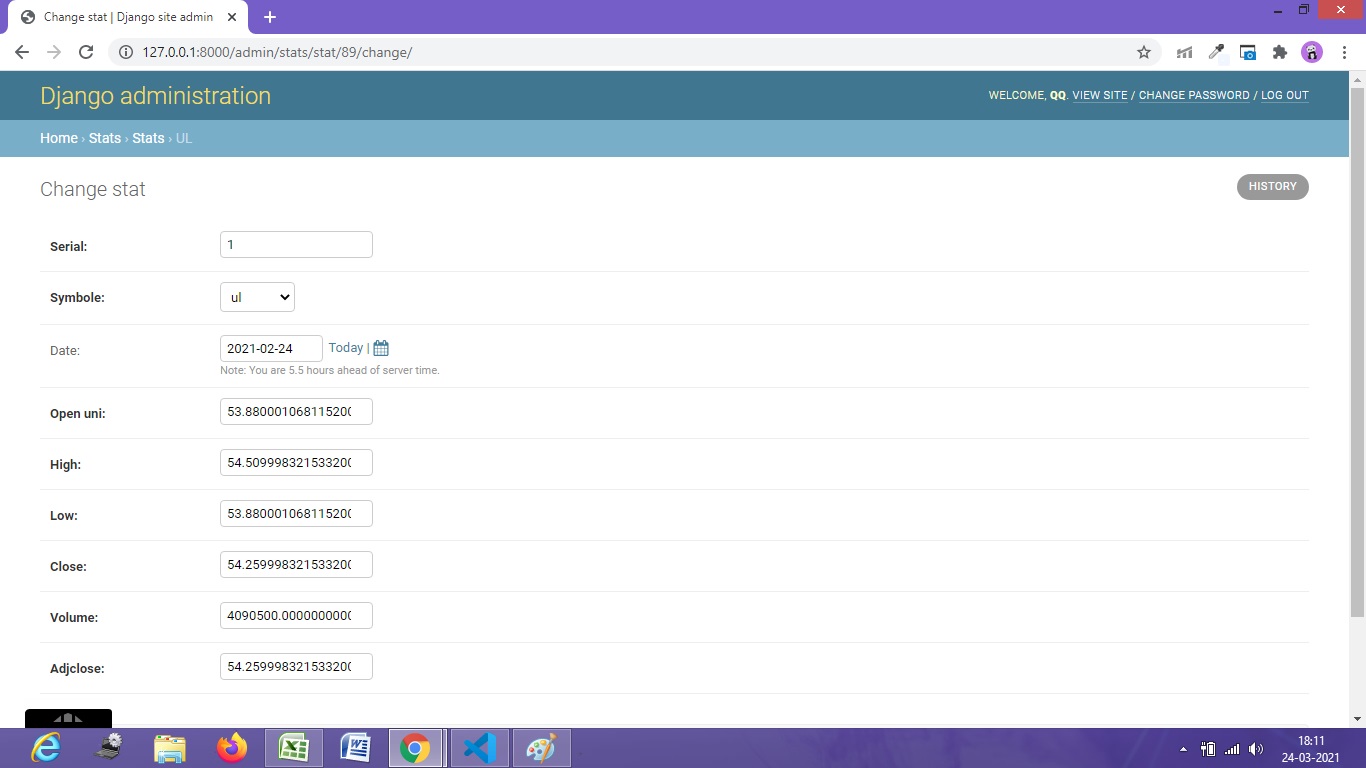 Change stat | Django site admin
127.0.0.1:8000/admin/stats/stat/89/change/
Django administration
WELCOME, QQ. VIEW SITE / CHANGE PASSWORD / LOG OUT
Home › Stats › Stats › UL
Change stat
HISTORY
Serial: 1
Symbole: ul
Date: 2021-02-24 Today |
Note: You are 5.5 hours ahead of server time.
Open uni: 53.88000106811520
High: 54.50999832153320
Low: 53.88000106811520
Close: 54.25999832153320
Volume: 4090500.000000000
Adjclose: 54.25999832153320
18:11
24-03-2021